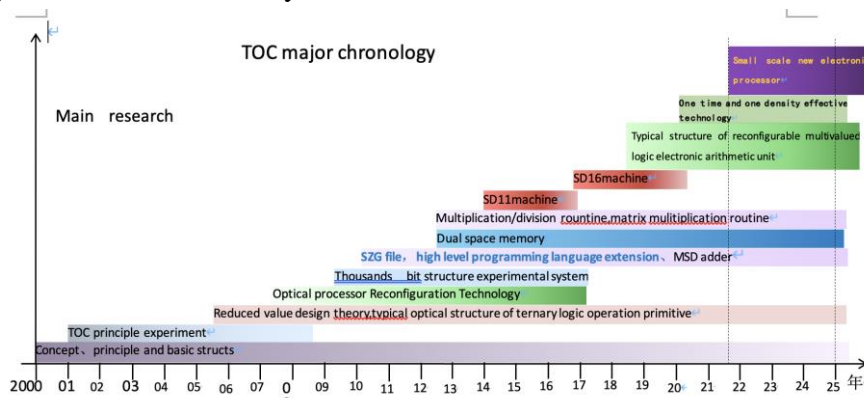 TOC major chronology
Small scale new electroni
processor
Main research
One time and one density effective
technology
Typical structure of reconfigurable multivalued
logic electronic arithmetic unit
SD16machine
SD11machine
Multiplication/division rountine,matrix mulitiplication routine
Dual space memory
SZG file， high level programming language extension、MSD adder
Thousands bit structure experimental system
Optical processor Reconfiguration Technology
Reduced value design theory,typical optical structure of ternary logic operation primitive
TOC principle experiment
Concept、principle and basic structs
2000 01 02 03 04 05 06 07 0 09 10 11 12 13 14 15 16 17 18 19 20 21 22 23 24 25 年